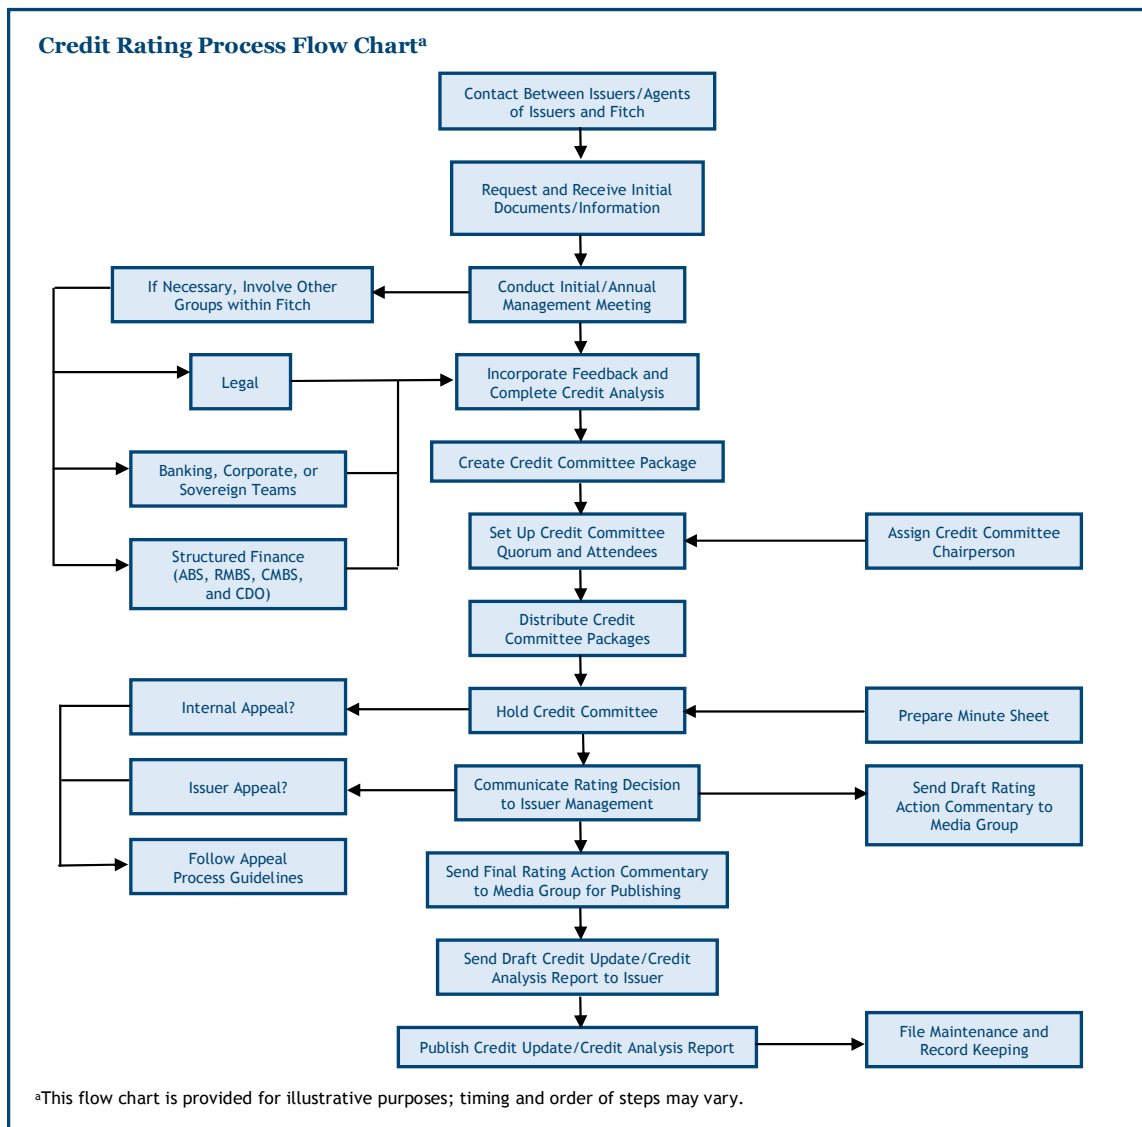 Credit Rating Process Flow Chartª
Contact Between Issuers/Agents
of Issuers and Fitch
Request and Receive Initial
Documents/Information
If Necessary, Involve Other
Groups within Fitch
Conduct Initial/Annual
Management Meeting
Legal
Incorporate Feedback and
Complete Credit Analysis
Banking, Corporate, or
Sovereign Teams
Create Credit Committee Package
Structured Finance
(ABS, RMBS, CMBS,
and CDO)
Set Up Credit Committee
Quorum and Attendees
Assign Credit Committee
Chairperson
Distribute Credit
Committee Packages
Internal Appeal?
Hold Credit Committee
Prepare Minute Sheet
Issuer Appeal?
Communicate Rating Decision
to Issuer Management
Send Draft Rating
Action Commentary to
Media Group
Follow Appeal
Process Guidelines
Send Final Rating Action Commentary
to Media Group for Publishing
Send Draft Credit Update/Credit
Analysis Report to Issuer
Publish Credit Update/Credit Analysis Report
File Maintenance and
Record Keeping
ªThis flow chart is provided for illustrative purposes; timing and order of steps may vary.